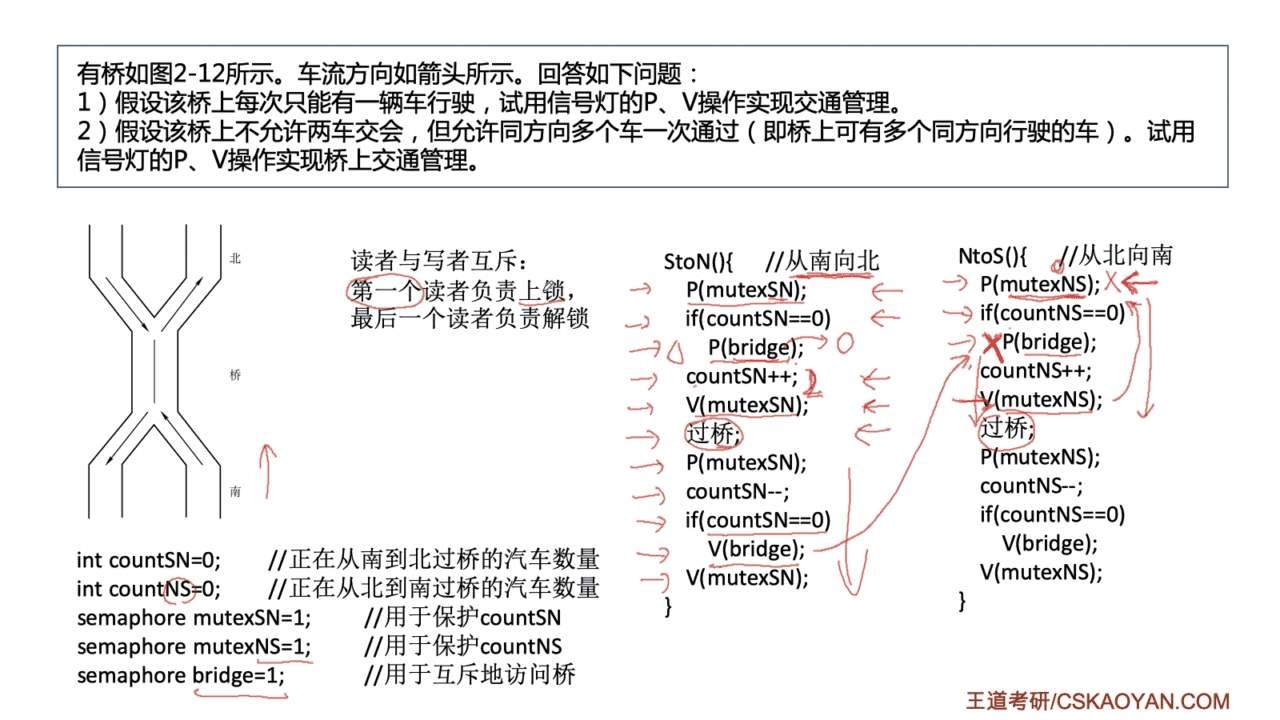 有桥如图2-12所示。车流方向如箭头所示。回答如下问题：
1）假设该桥上每次只能有一辆车行驶，试用信号灯的P、V操作实现交通管理。
2）假设该桥上不允许两车交会，但允许同方向多个车一次通过（即桥上可有多个同方向行驶的车）。试用
信号灯的P、V操作实现桥上交通管理。
北
桥
南
读者与写者互斥：
第一个读者负责上锁，
最后一个读者负责解锁
int countSN=0; //正在从南到北过桥的汽车数量
int countNS=0; //正在从北到南过桥的汽车数量
semaphore mutexSN=1; //用于保护countSN
semaphore mutexNS=1; //用于保护countNS
semaphore bridge=1; //用于互斥地访问桥
StoN(){ //从南向北
P(mutexSN);
if(countSN==0)
P(bridge); 0
countSN++; 2
V(mutexSN);
过桥;
P(mutexSN);
countSN--;
if(countSN==0)
V(bridge);
V(mutexSN);
}
NtoS(){ //从北向南
0
P(mutexNS);
if(countNS==0)
P(bridge);
countNS++;
V(mutexNS);
过桥;
P(mutexNS);
countNS--;
if(countNS==0)
V(bridge);
V(mutexNS);
}
王道考研/CSKAOYAN.COM